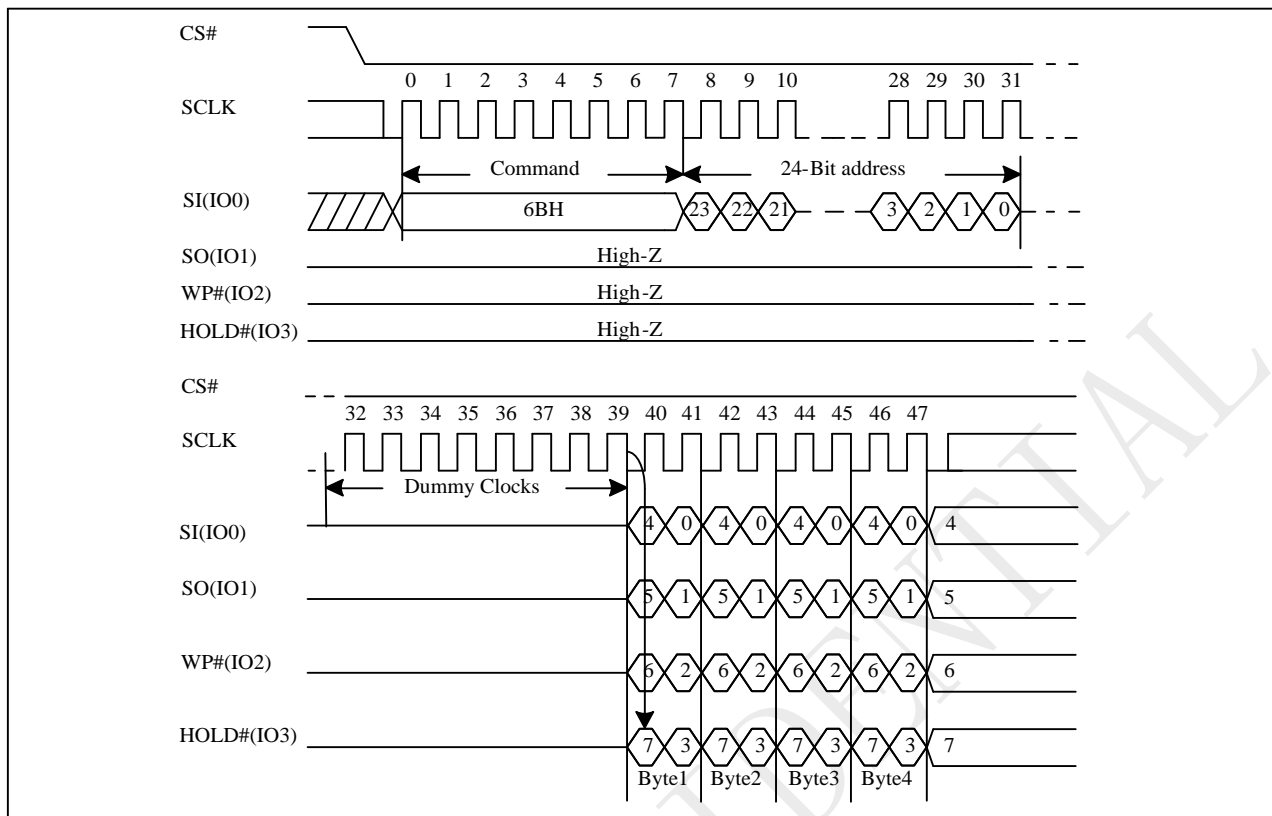 CS#
0 1 2 3 4 5 6 7 8 9 10 28 29 30 31
SCLK
Command 24-Bit address
SI(IO0) 6BH 23 22 21 3 2 1 0
SO(IO1) High-Z
WP#(IO2) High-Z
HOLD#(IO3) High-Z
CS#
32 33 34 35 36 37 38 39 40 41 42 43 44 45 46 47
SCLK
Dummy Clocks
SI(IO0) 4 0 4 0 4 0 4 0 4
SO(IO1) 5 1 5 1 5 1 5 1 5
WP#(IO2) 6 2 6 2 6 2 6 2 6
HOLD#(IO3) 7 3 7 3 7 3 7 3 7
Byte1 Byte2 Byte3 Byte4
IDENTIAL